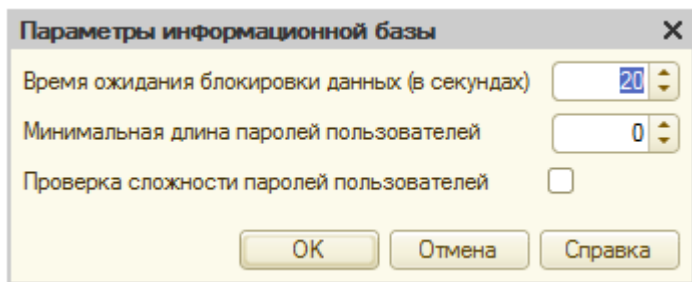 Параметры информационной базы
Время ожидания блокировки данных (в секундах) 20
Минимальная длина паролей пользователей 0
Проверка сложности паролей пользователей
OK Отмена Справка